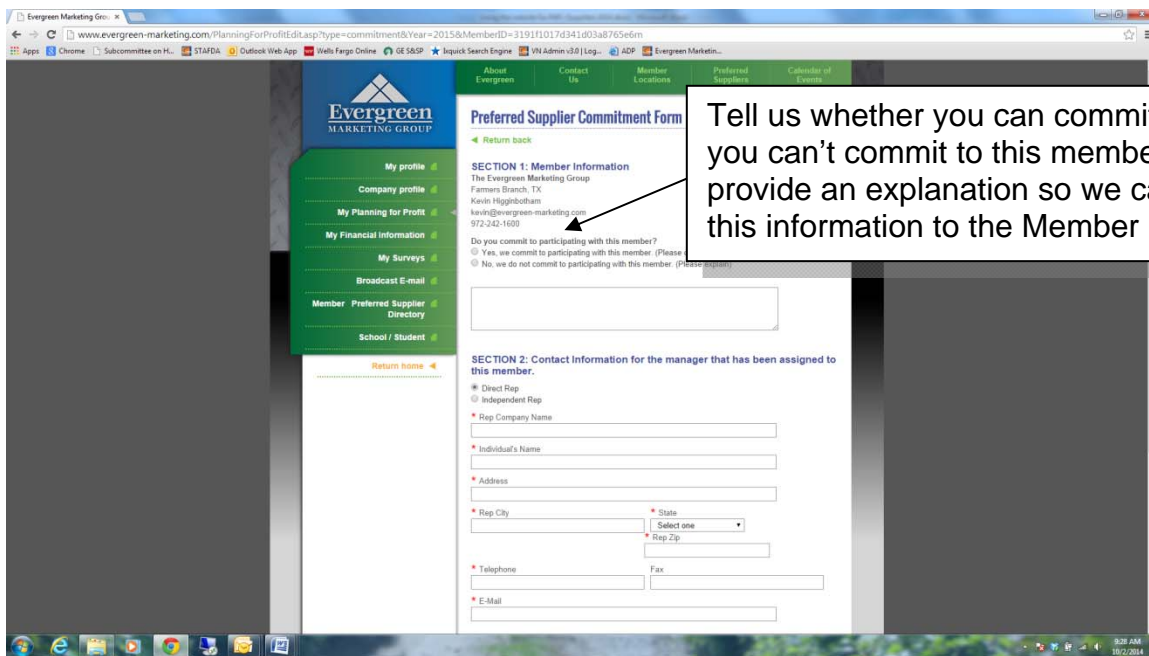 Evergreen Marketing Grou ×
www.evergreen-marketing.com/PlanningForProfitEdit.asp?type=commitment&Year=2015&MemberID=3191f1017d341d03a8765e6m
Apps Chrome Subcommittee on H... STAFDA Outlook Web App Wells Fargo Online GE S&SP Ixquick Search Engine VN Admin v3.0 | Log... ADP Evergreen Marketin...
About Evergreen Contact Us Member Locations Preferred Suppliers Calendar of Events
Evergreen
MARKETING GROUP
My profile
Company profile
My Planning for Profit
My Financial Information
My Surveys
Broadcast E-mail
Member Preferred Supplier
Directory
School / Student
Return home
Preferred Supplier Commitment Form
Return back
SECTION 1: Member Information
The Evergreen Marketing Group
Farmers Branch, TX
Kevin Higginbotham
kevin@evergreen-marketing.com
972-242-1600
Do you commit to participating with this member?
Yes, we commit to participating with this member. (Please
No, we do not commit to participating with this member. (Please explain)
Tell us whether you can commit
you can't commit to this membe
provide an explanation so we ca
this information to the Member
SECTION 2: Contact Information for the manager that has been assigned to
this member.
Direct Rep
Independent Rep
* Rep Company Name
* Individual's Name
* Address
* Rep City
* State
Select one
* Rep Zip
* Telephone
Fax
* E-Mail
9:28 AM
10/2/2014